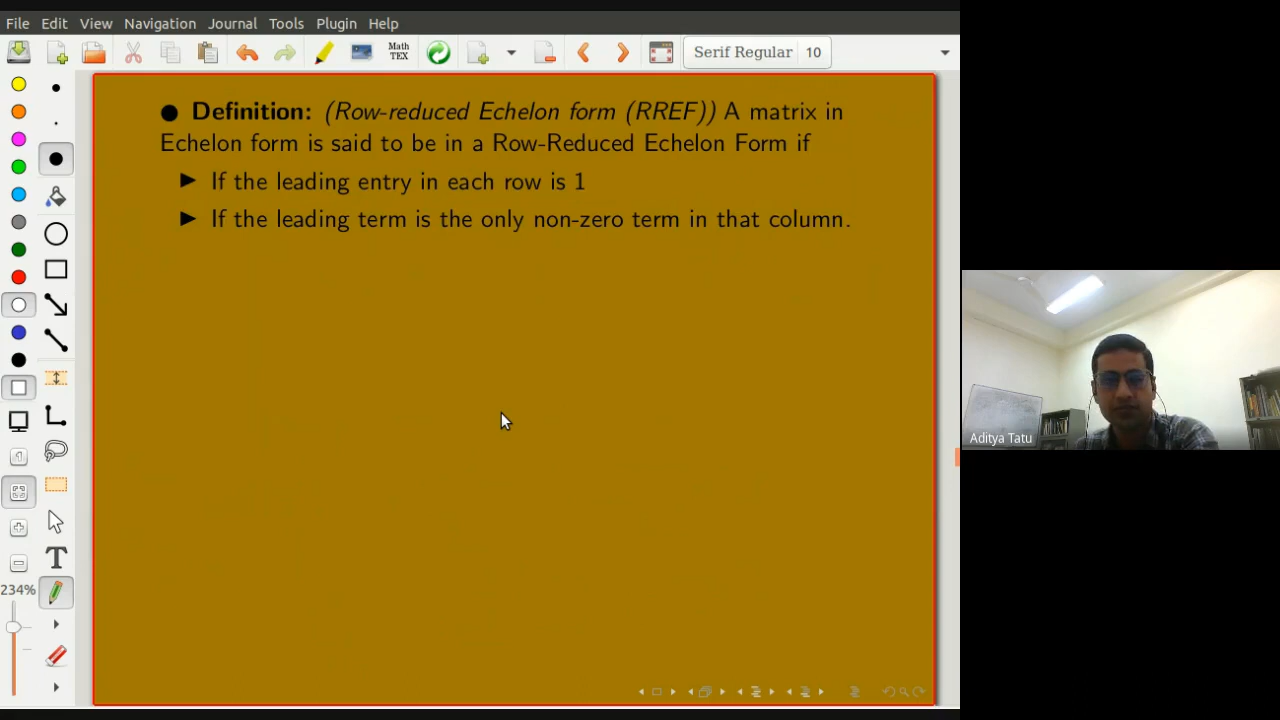 File Edit View Navigation Journal Tools Plugin Help
Math
TEX
Serif Regular 10
● Definition: (Row-reduced Echelon form (RREF)) A matrix in
Echelon form is said to be in a Row-Reduced Echelon Form if
► If the leading entry in each row is 1
► If the leading term is the only non-zero term in that column.
Aditya Tatu
T
234%